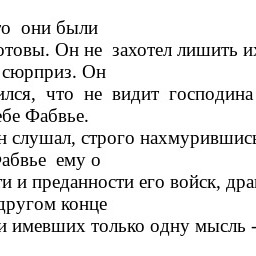 то они были
отовы. Он не захотел лишить их
сюрприз. Он
ился, что не видит господина
ебе Фабвье.
н слушал, строго нахмурившись
Фабвье ему о
ти и преданности его войск, дра
другом конце
и имевших только одну мысль -